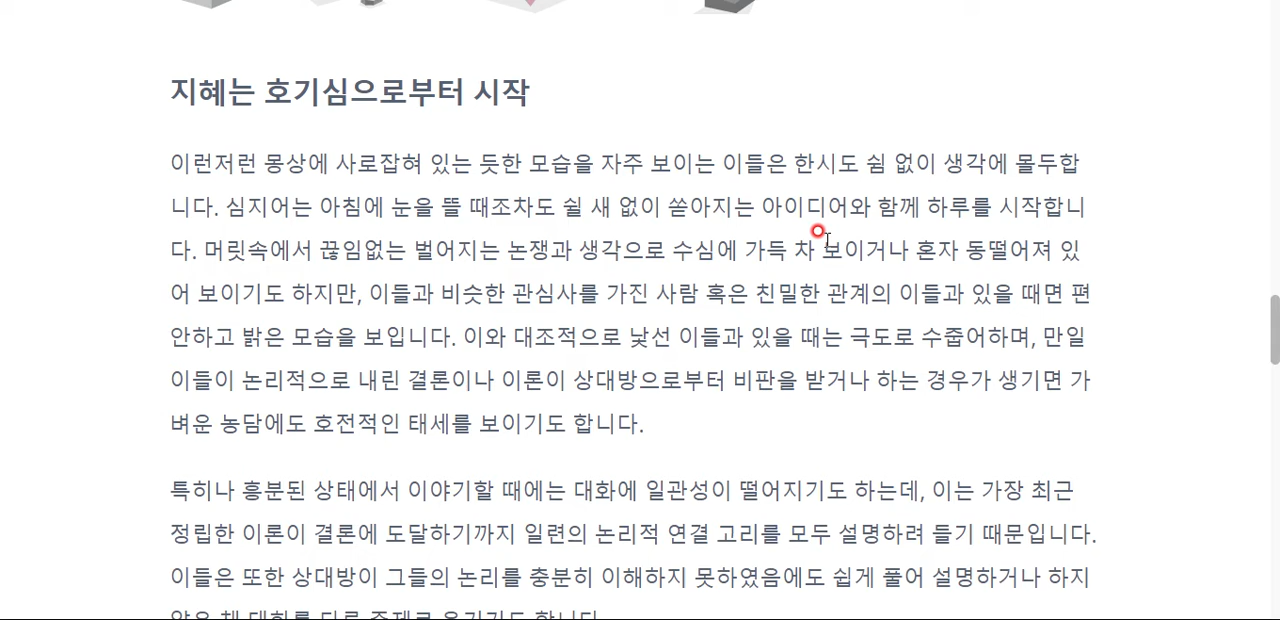 지혜는 호기심으로부터 시작
이런저런 몽상에 사로잡혀 있는 듯한 모습을 자주 보이는 이들은 한시도 쉼 없이 생각에 몰두합
니다. 심지어는 아침에 눈을 뜰 때조차도 쉴 새 없이 쏟아지는 아이디어와 함께 하루를 시작합니
다. 머릿속에서 끊임없는 벌어지는 논쟁과 생각으로 수심에 가득 차 보이거나 혼자 동떨어져 있
어 보이기도 하지만, 이들과 비슷한 관심사를 가진 사람 혹은 친밀한 관계의 이들과 있을 때면 편
안하고 밝은 모습을 보입니다. 이와 대조적으로 낯선 이들과 있을 때는 극도로 수줍어하며, 만일
이들이 논리적으로 내린 결론이나 이론이 상대방으로부터 비판을 받거나 하는 경우가 생기면 가
벼운 농담에도 호전적인 태세를 보이기도 합니다.
특히나 흥분된 상태에서 이야기할 때에는 대화에 일관성이 떨어지기도 하는데, 이는 가장 최근
정립한 이론이 결론에 도달하기까지 일련의 논리적 연결 고리를 모두 설명하려 들기 때문입니다.
이들은 또한 상대방이 그들의 논리를 충분히 이해하지 못하였음에도 쉽게 풀어 설명하거나 하지
않은 채 대화를 다른 주제로 옮기기도 합니다.